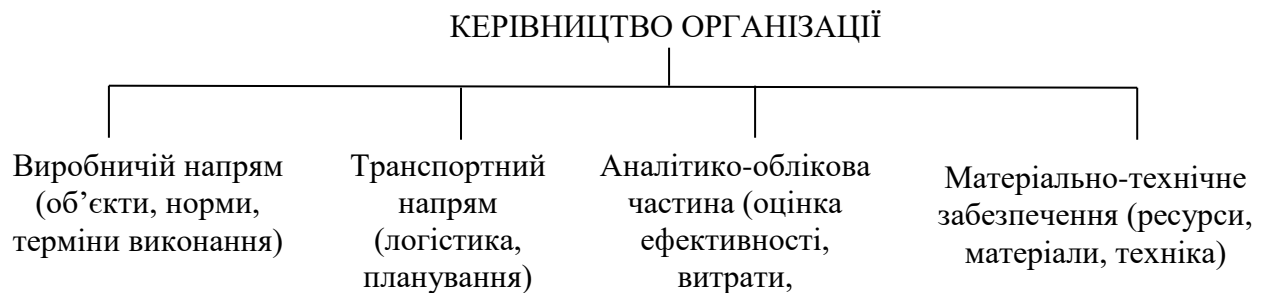 КЕРІВНИЦТВО ОРГАНІЗАЦІЇ
Виробничій напрям
(об’єкти, норми,
терміни виконання)
Транспортний
напрям
(логістика,
планування)
Аналітико-облікова
частина (оцінка
ефективності,
витрати,
Матеріально-технічне
забезпечення (ресурси,
матеріали, техніка)